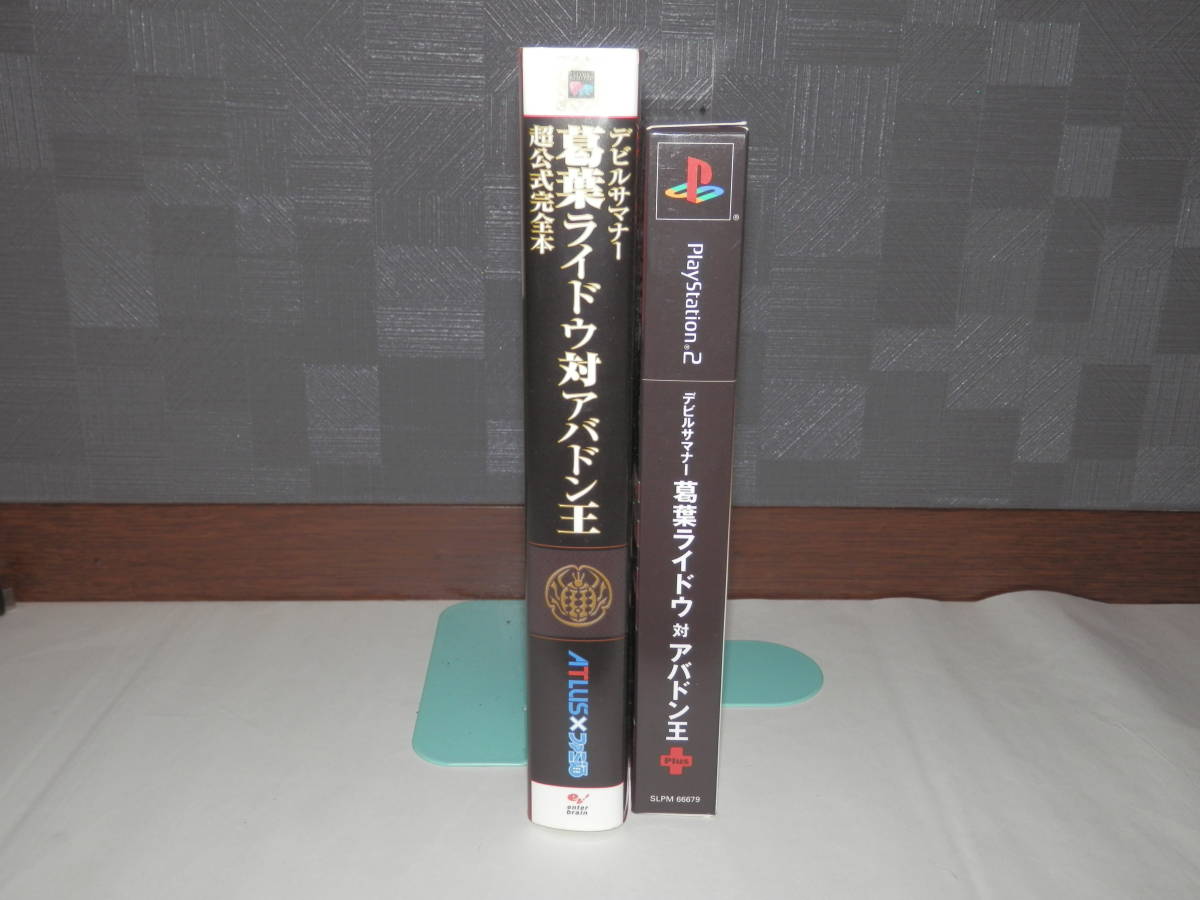 デビルサマナー
葛葉ライドウ対アバドン王
超公式完全本
ATLUS×ファミ通
enter
brain
PlayStation®2
デビルサマナー 葛葉ライドウ 対 アバドン王
Plus
SLPM 66679